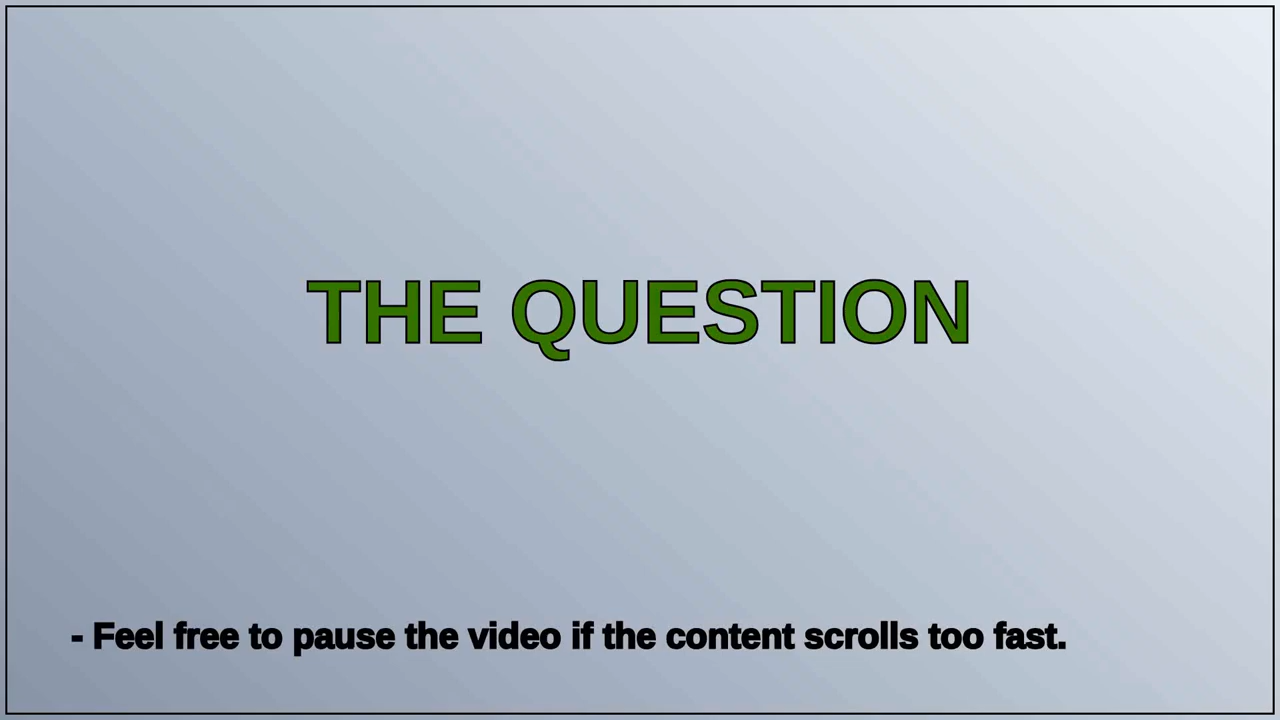 THE QUESTION
- Feel free to pause the video if the content scrolls too fast.